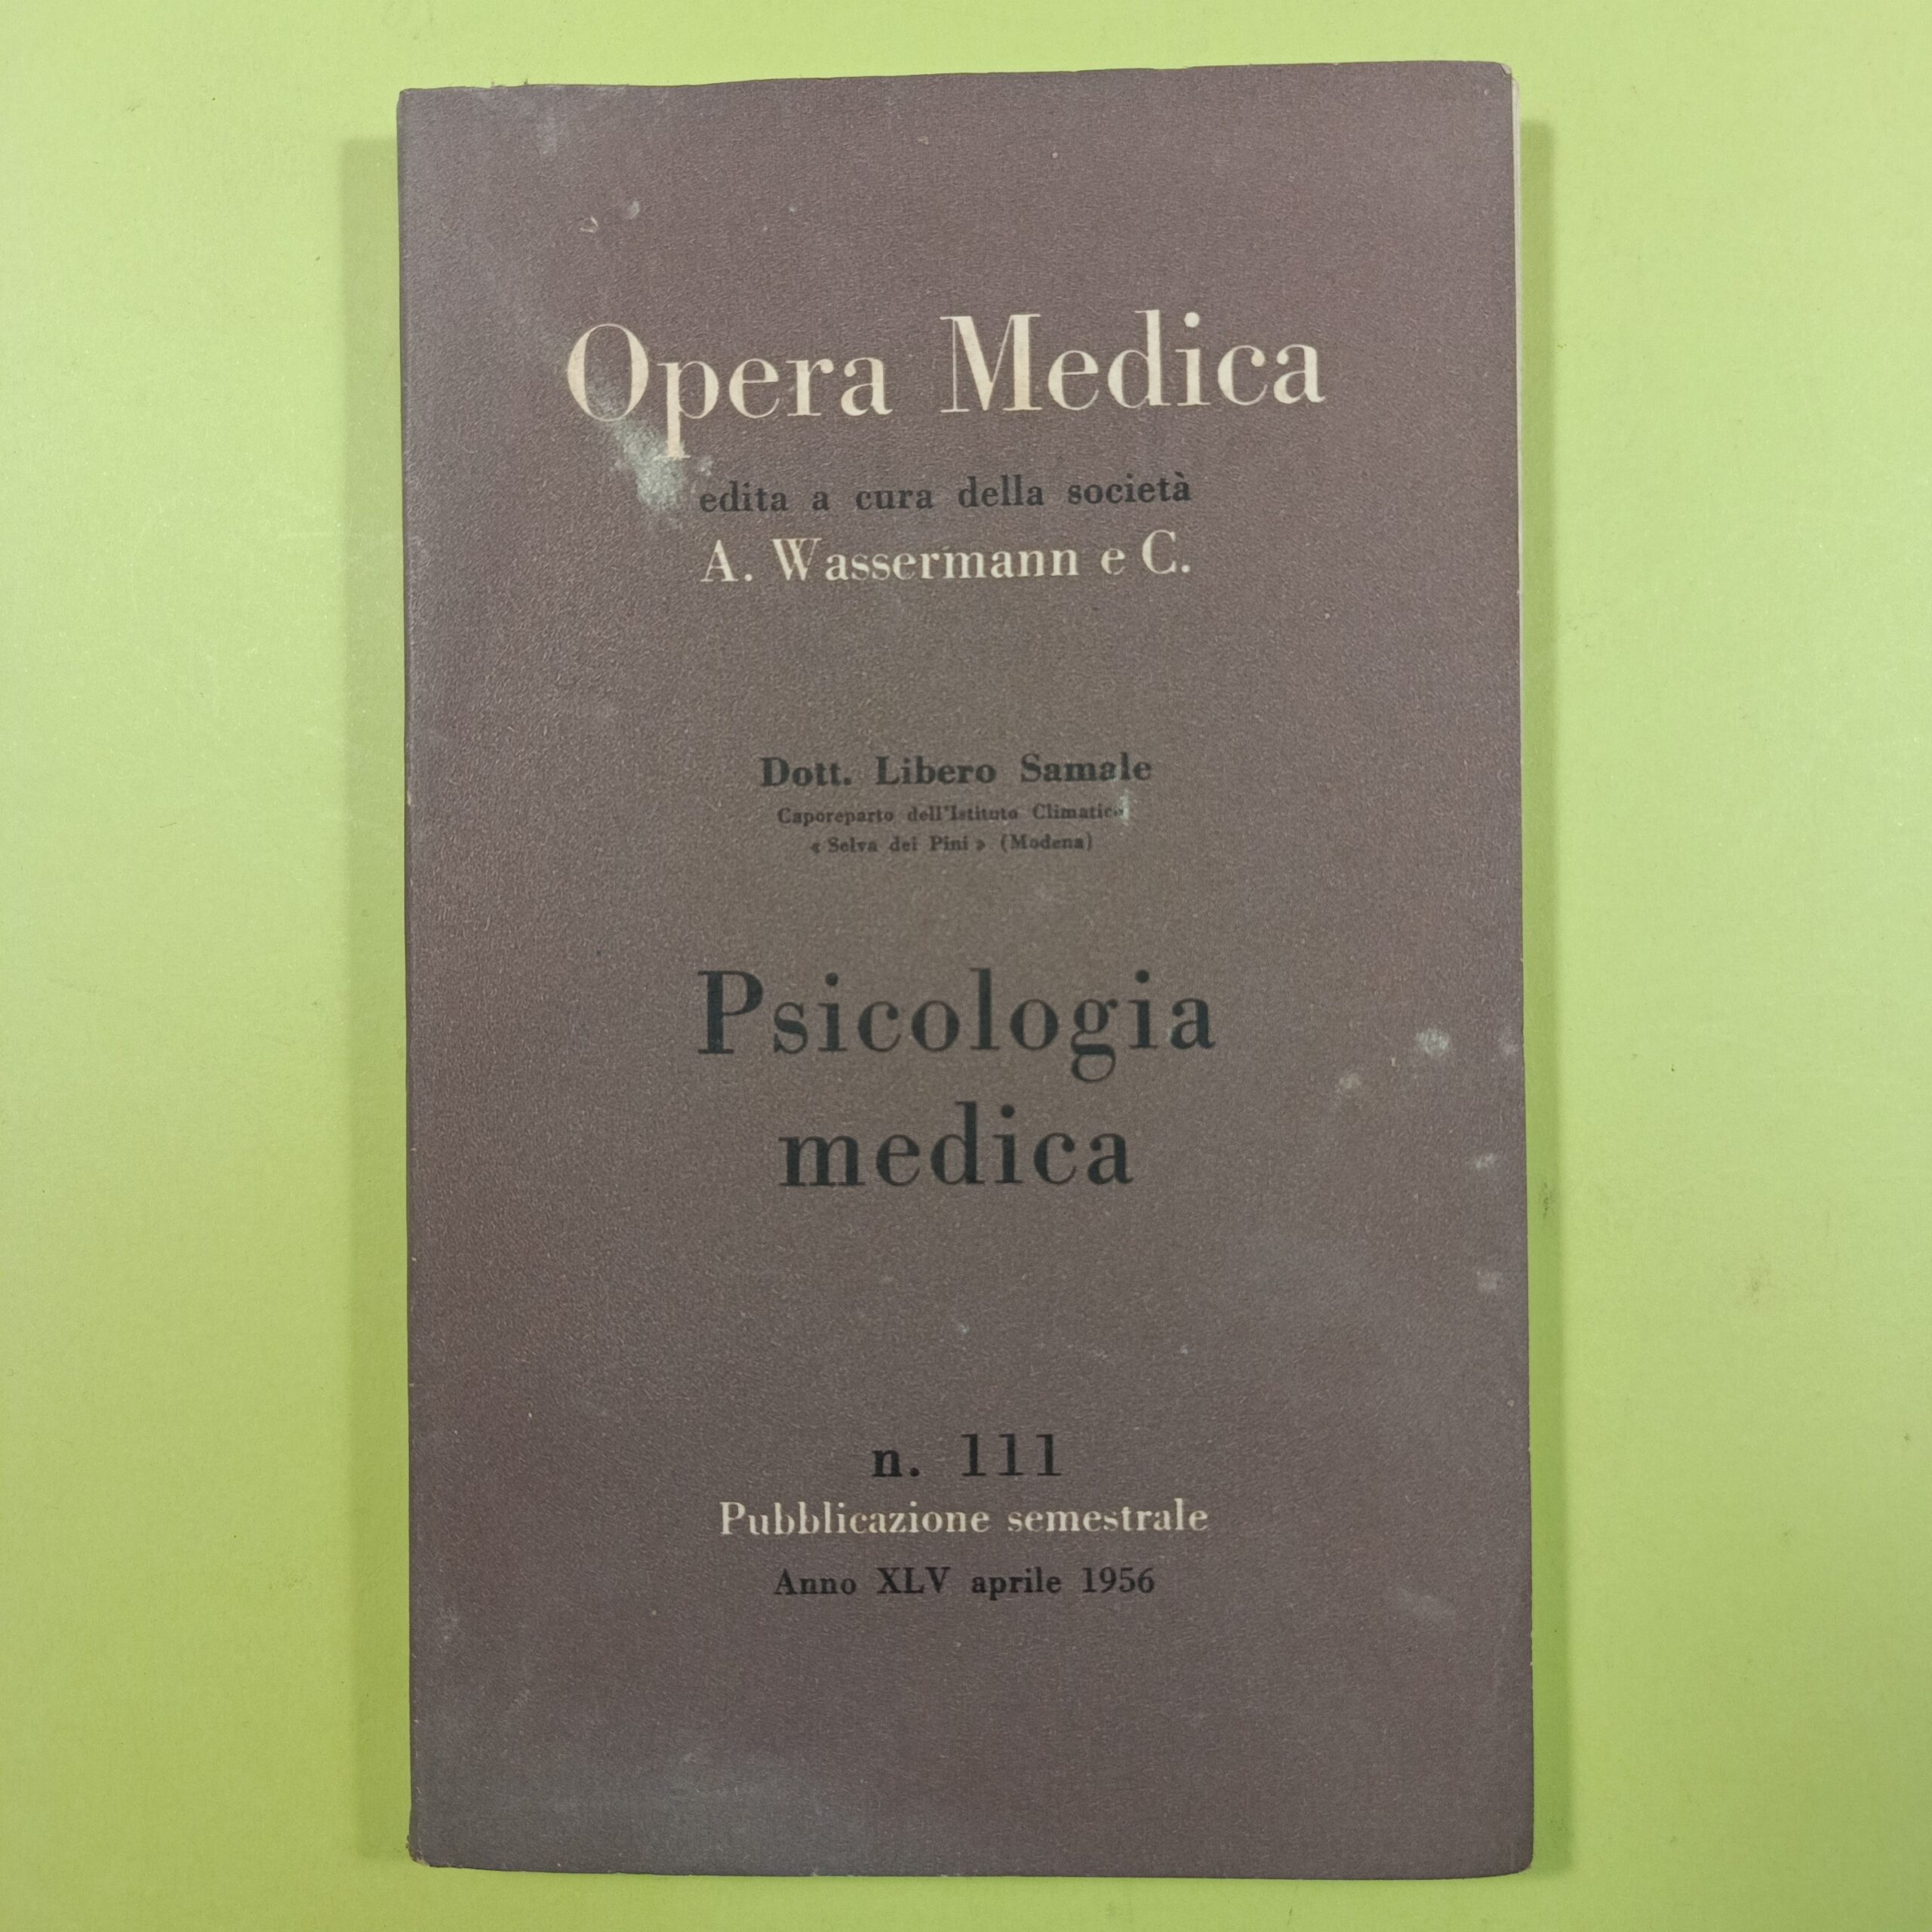 Opera Medica
edita a cura della società
A. Wassermann e C.
Dott. Libero Samale
Caporeparto dell'Istituto Climatico
« Selva dei Pini » (Modena)
Psicologia
medica
n. 111
Pubblicazione semestrale
Anno XLV aprile 1956